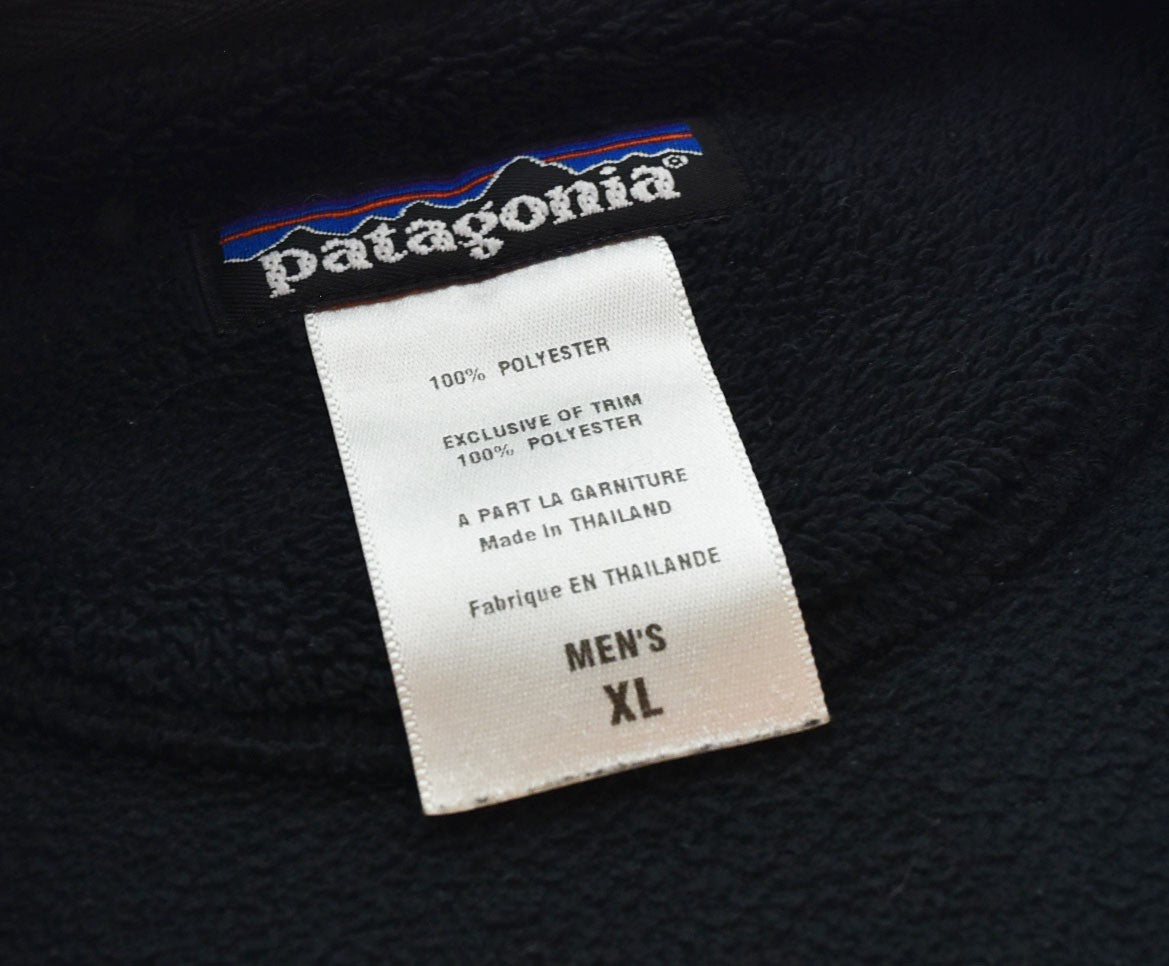 patagonia®
100% POLYESTER
EXCLUSIVE OF TRIM
100% POLYESTER
A PART LA GARNITURE
Made in THAILAND
Fabrique EN THAILANDE
MEN'S
XL